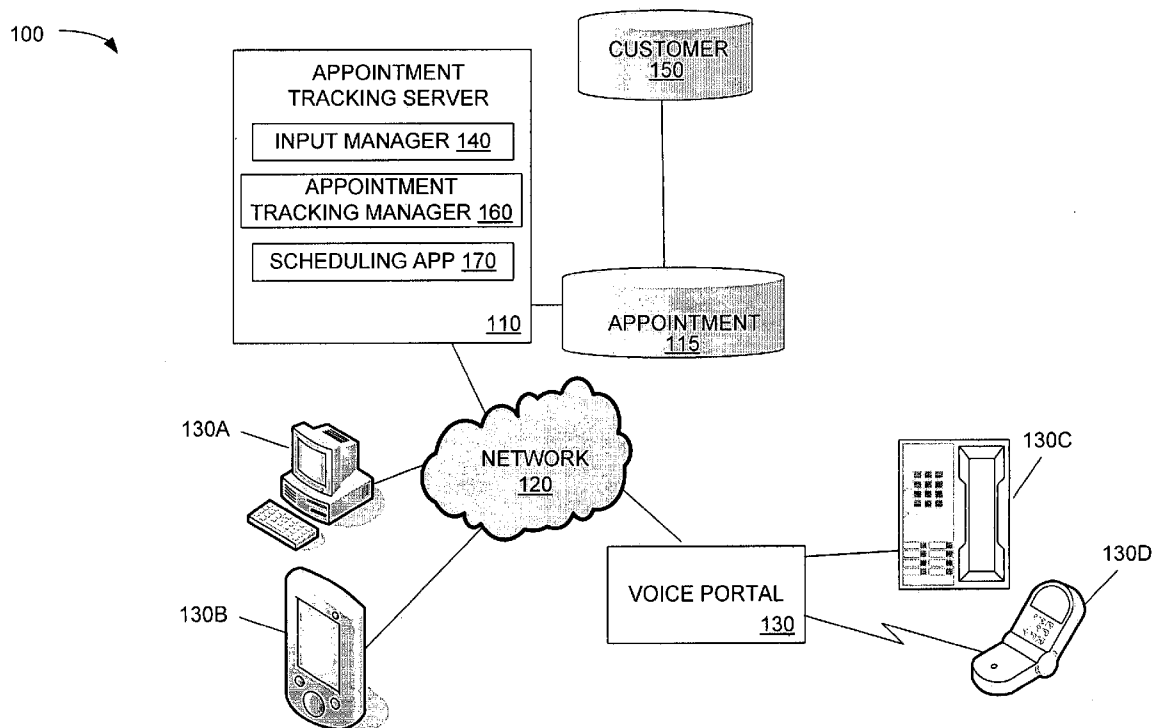 100
APPOINTMENT
TRACKING SERVER
INPUT MANAGER 140
APPOINTMENT
TRACKING MANAGER 160
SCHEDULING APP 170
110
CUSTOMER
150
APPOINTMENT
115
130A
NETWORK
120
130B
VOICE PORTAL
130
130C
130D